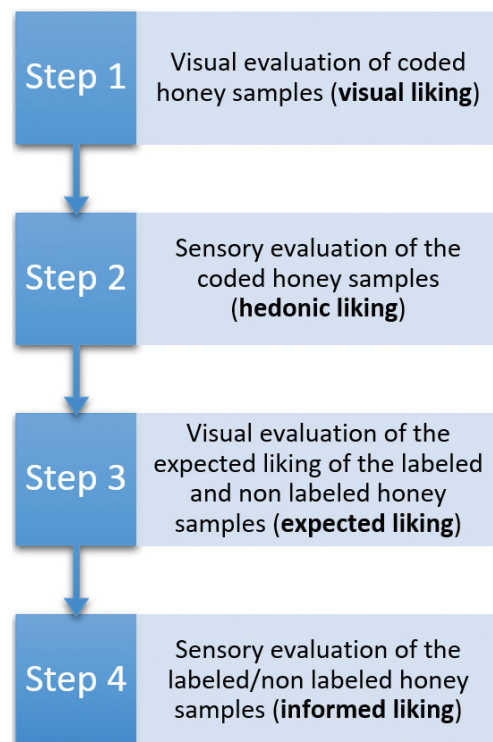 Step 1
Visual evaluation of coded
honey samples (visual liking)
Step 2
Sensory evaluation of the
coded honey samples
(hedonic liking)
Step 3
Visual evaluation of the
expected liking of the labeled
and non labeled honey
samples (expected liking)
Step 4
Sensory evaluation of the
labeled/non labeled honey
samples (informed liking)